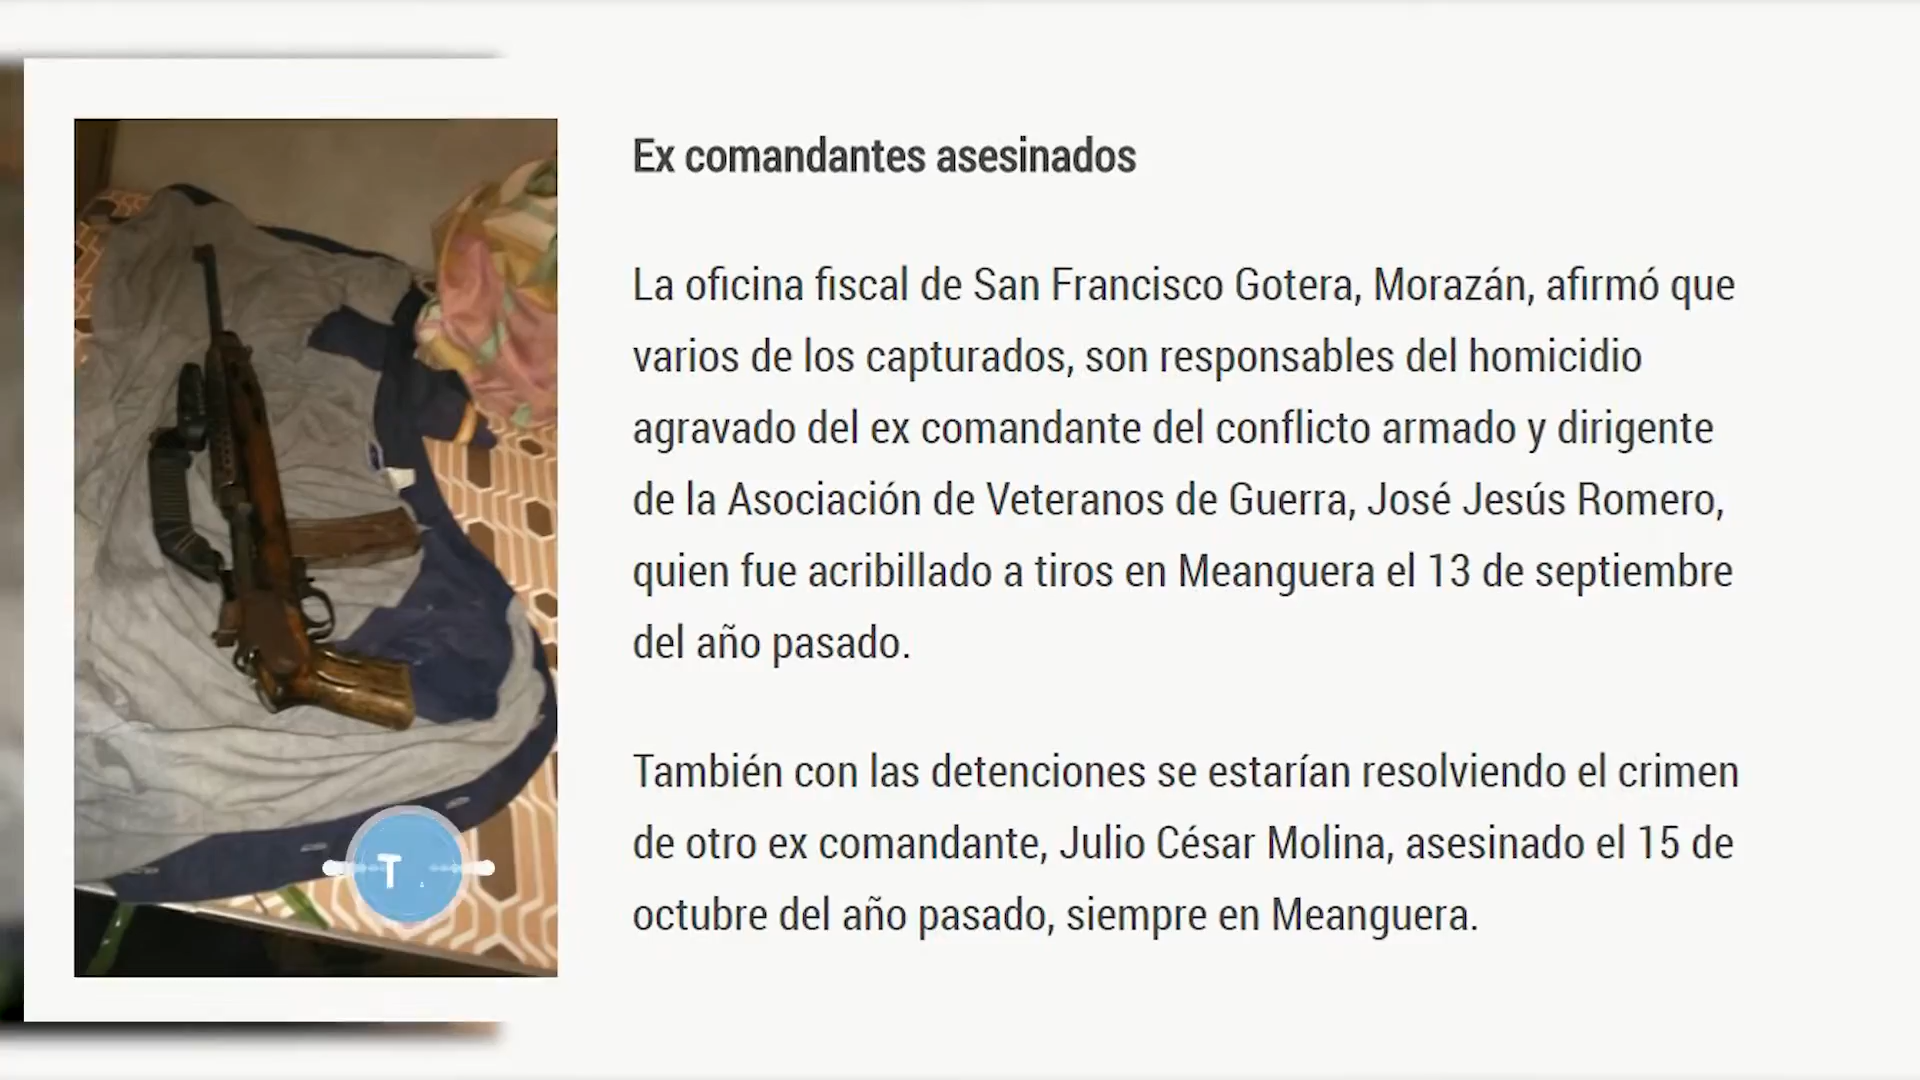 Ex comandantes asesinados
La oficina fiscal de San Francisco Gotera, Morazán, afirmó que
varios de los capturados, son responsables del homicidio
agravado del ex comandante del conflicto armado y dirigente
de la Asociación de Veteranos de Guerra, José Jesús Romero,
quien fue acribillado a tiros en Meanguera el 13 de septiembre
del año pasado.
También con las detenciones se estarían resolviendo el crimen
de otro ex comandante, Julio César Molina, asesinado el 15 de
octubre del año pasado, siempre en Meanguera.
T